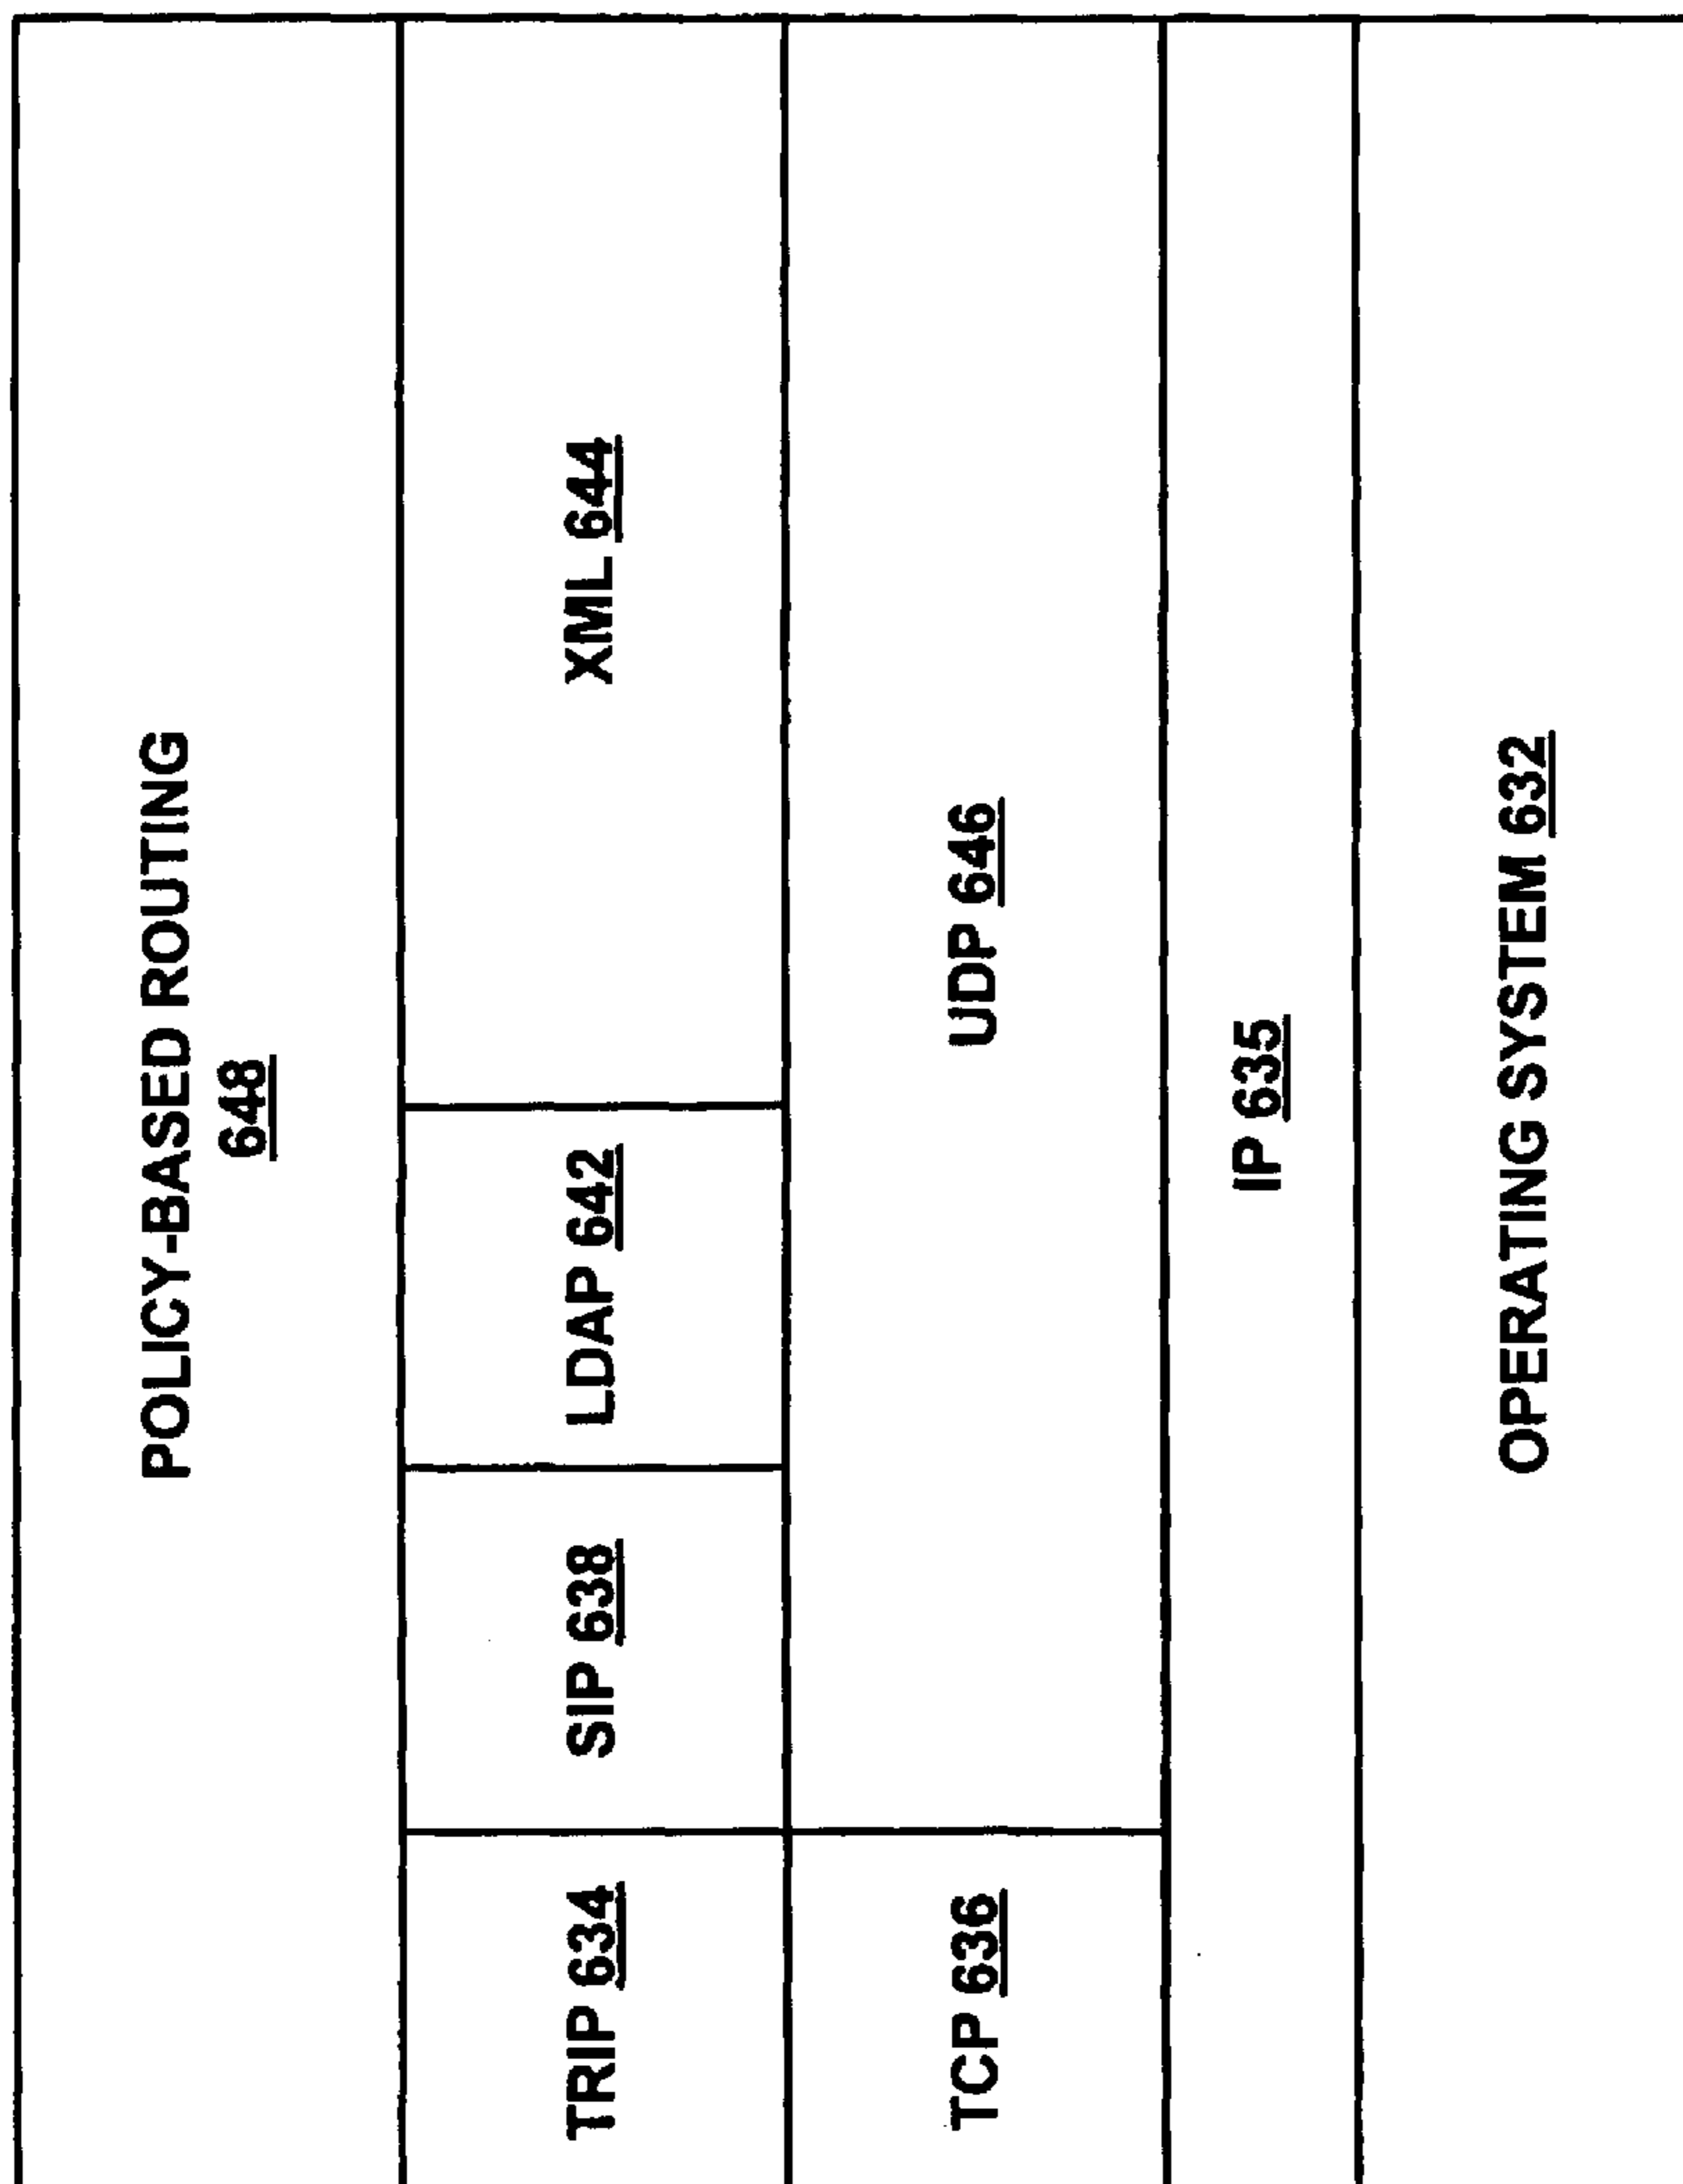 POLICY-BASED ROUTING
648
TRIP 634
SIP 638
LDAP 642
XML 644
TCP 636
UDP 646
IP 635
OPERATING SYSTEM 632